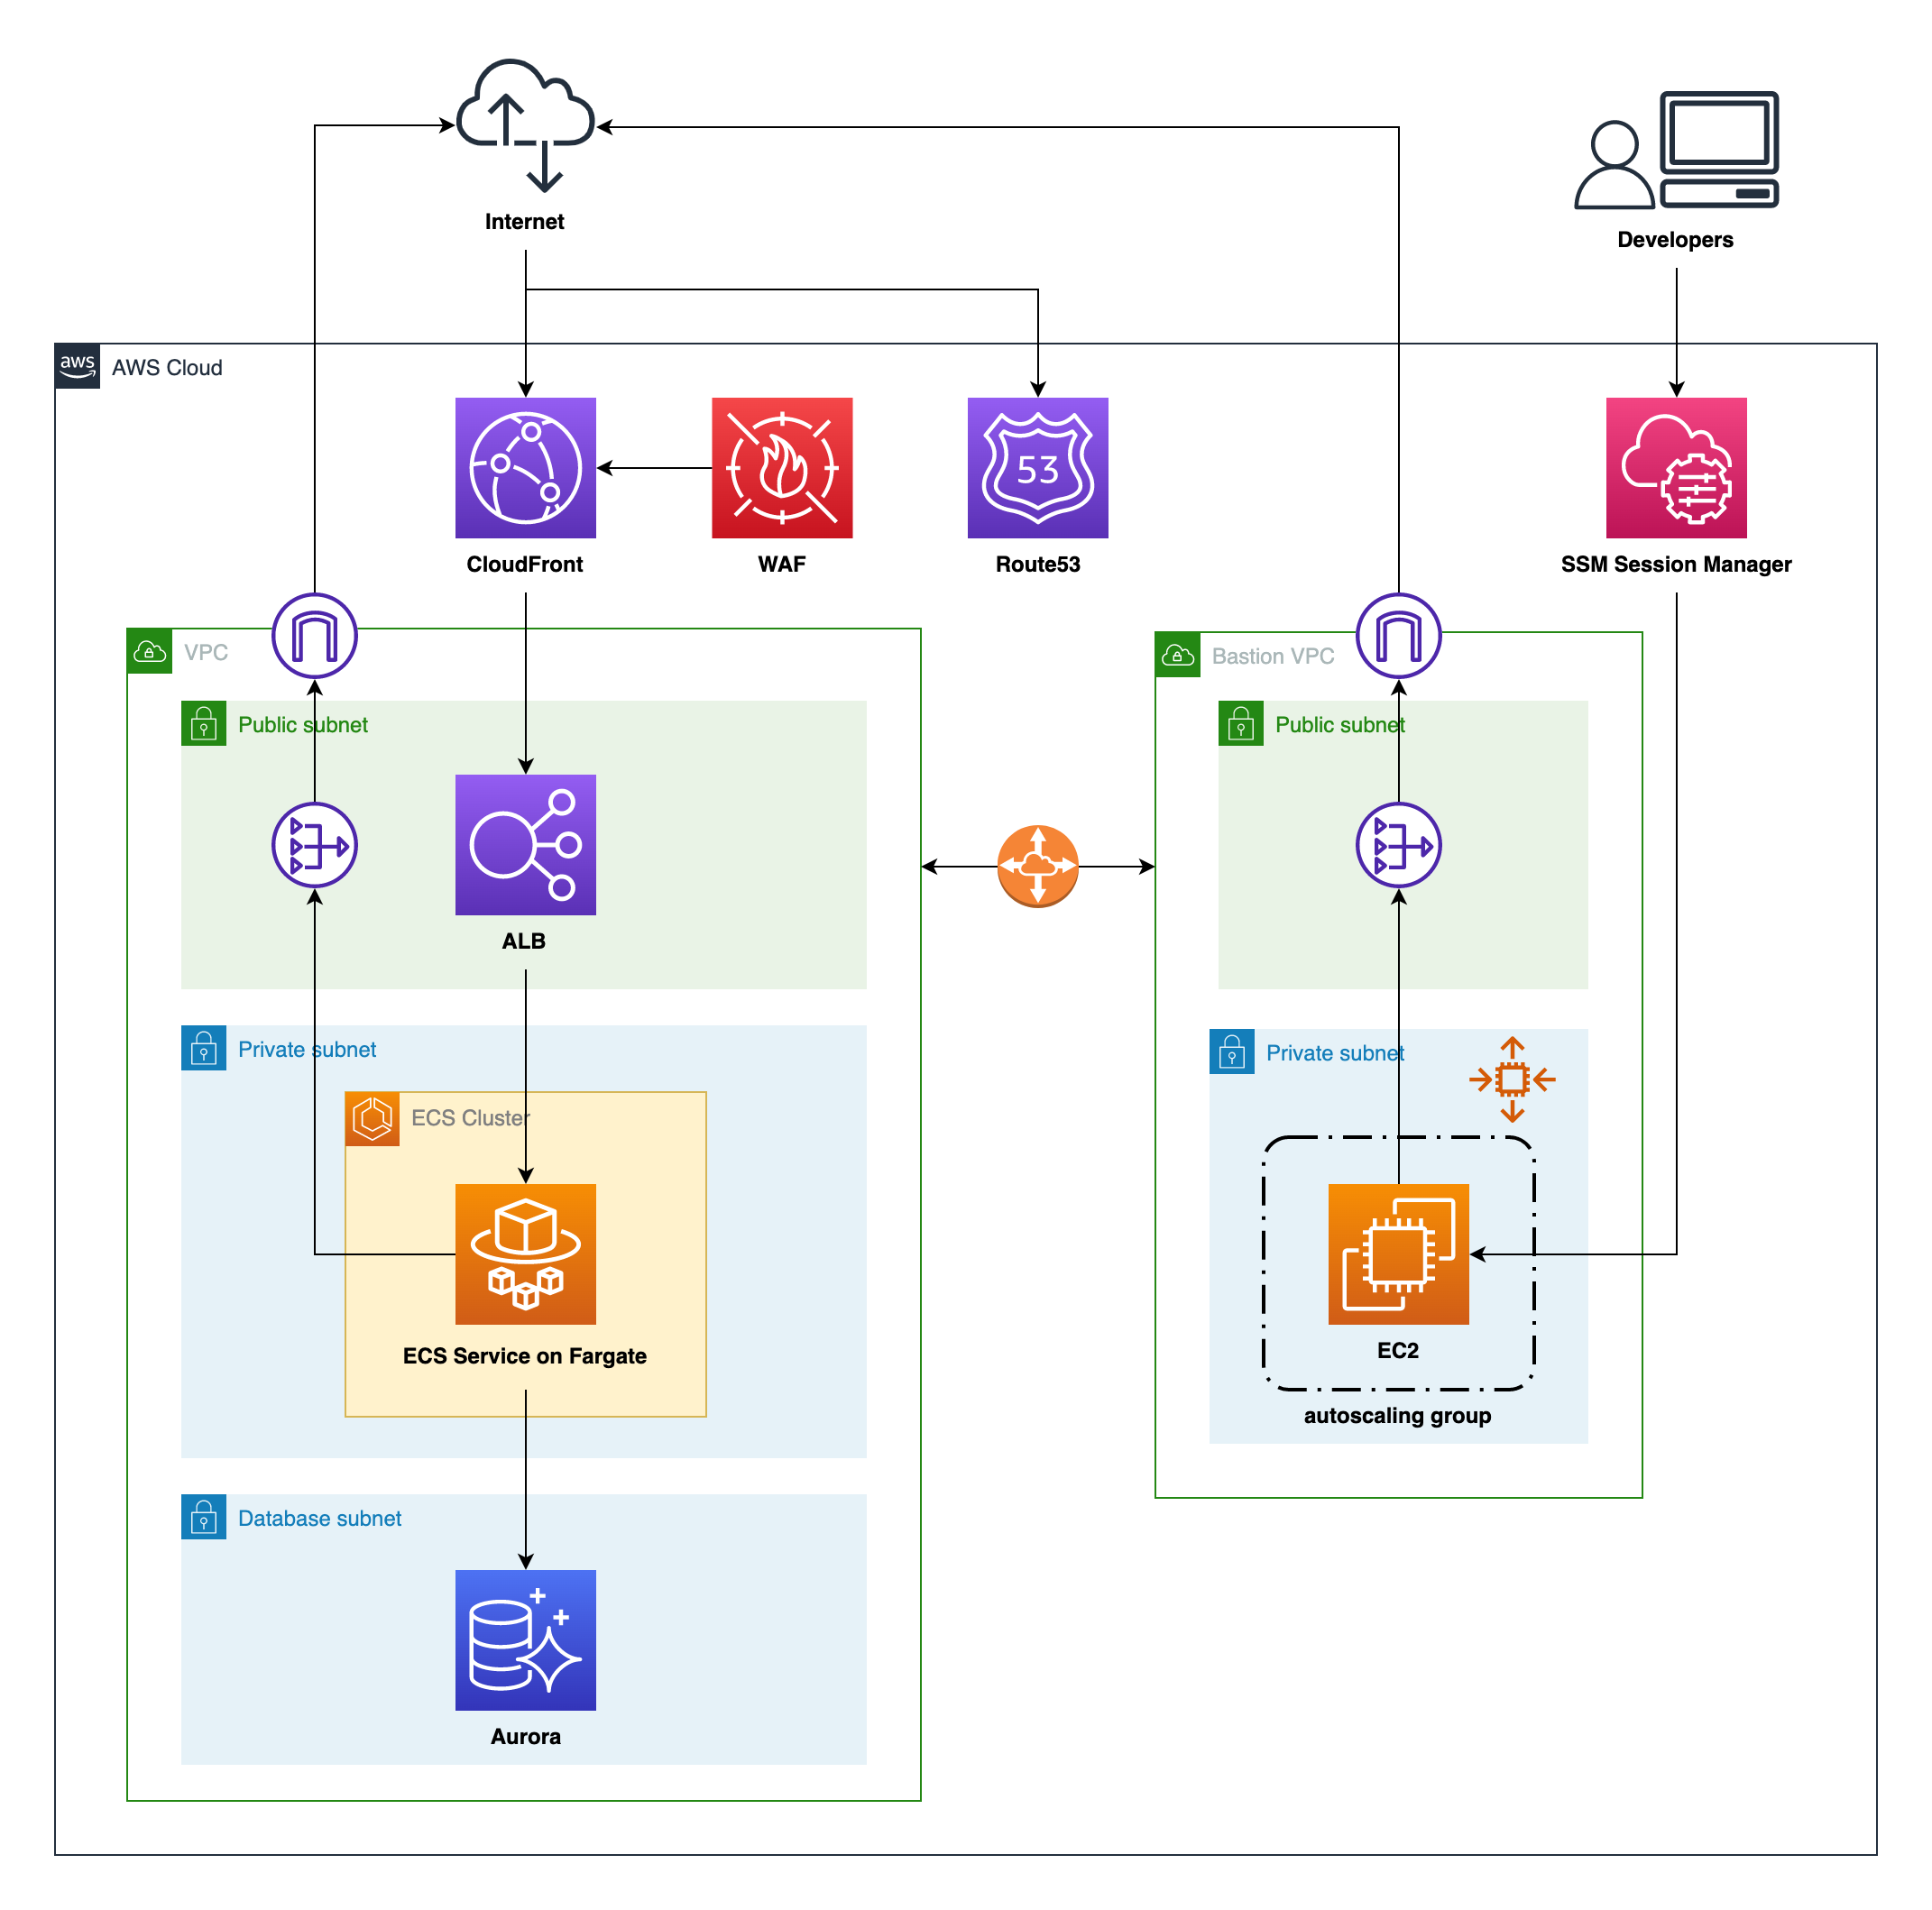 Internet
Developers
aws
AWS Cloud
53
CloudFront
WAF
Route53
SSM Session Manager
VPC
Bastion VPC
Public subnet
Public subnet
ALB
Private subnet
Private subnet
ECS Cluster
ECS Service on Fargate
EC2
autoscaling group
Database subnet
Aurora